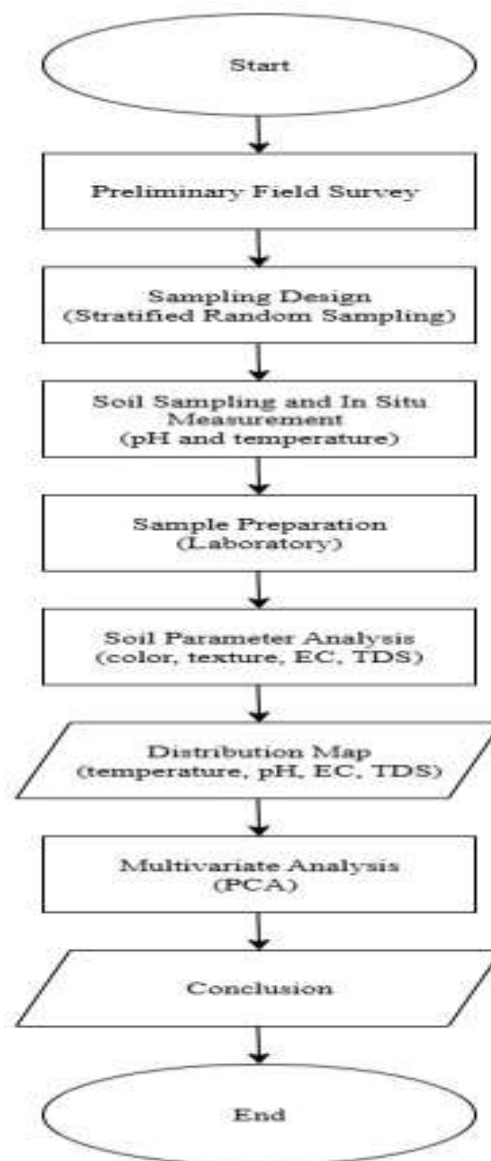 Start
Preliminary Field Survey
Sampling Design
(Stratified Random Sampling)
Soil Sampling and In Situ
Measurement
(pH and temperature)
Sample Preparation
(Laboratory)
Soil Parameter Analysis
(color, texture, EC, TDS)
Distribution Map
(temperature, pH, EC, TDS)
Multivariate Analysis
(PCA)
Conclusion
End